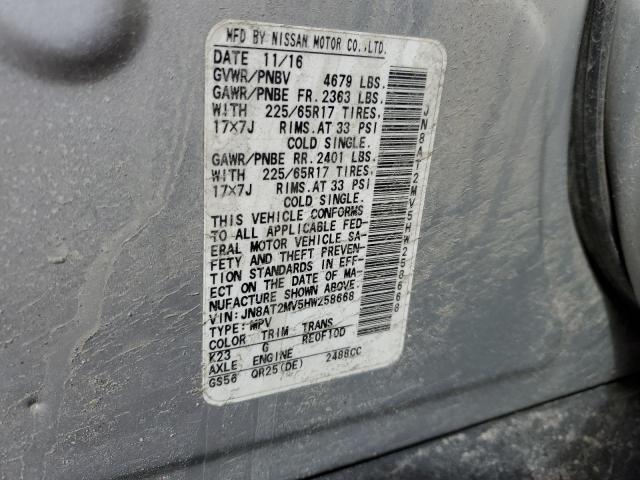 MFD BY NISSAN MOTOR CO.,LTD.
DATE 11/16
GVWR/PNBV 4679 LBS.
GAWR/PNBE FR. 2363 LBS.
WITH 225/65R17 TIRES,
17X7J RIMS.AT 33 PSI
COLD SINGLE.
GAWR/PNBE RR. 2401 LBS.
WITH 225/65R17 TIRES,
17X7J RIMS.AT 33 PSI
COLD SINGLE.
THIS VEHICLE CONFORMS
TO ALL APPLICABLE FED-
ERAL MOTOR VEHICLE SA-
FETY AND THEFT PREVEN-
TION STANDARDS IN EFF-
ECT ON THE DATE OF MA-
NUFACTURE SHOWN ABOVE.
VIN:JN8AT2MV5HW258668
TYPE:MPV
COLOR TRIM TRANS
K23 G RE0F10D
AXLE ENGINE
GS56 QR25(DE) 2488CC
JN8AT2MV5HW258668